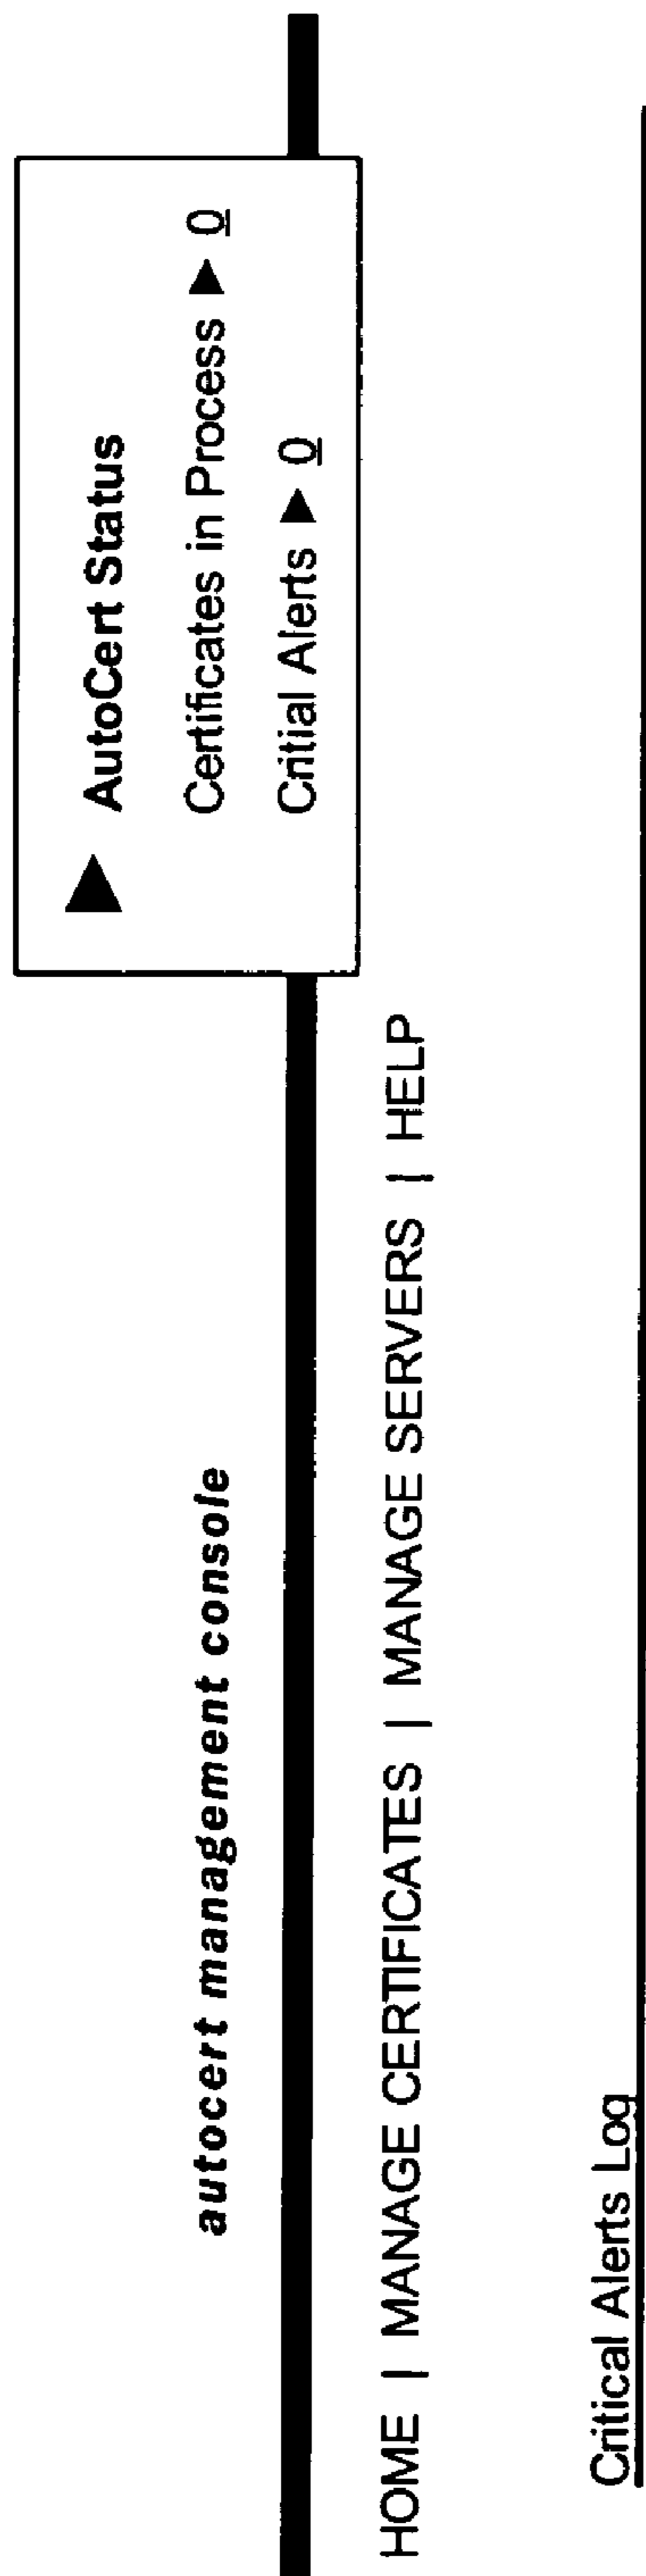 autocert management console
▶ AutoCert Status
Certificates in Process ▶ 0
Critial Alerts ▶ 0
HOME | MANAGE CERTIFICATES | MANAGE SERVERS | HELP
Critical Alerts Log